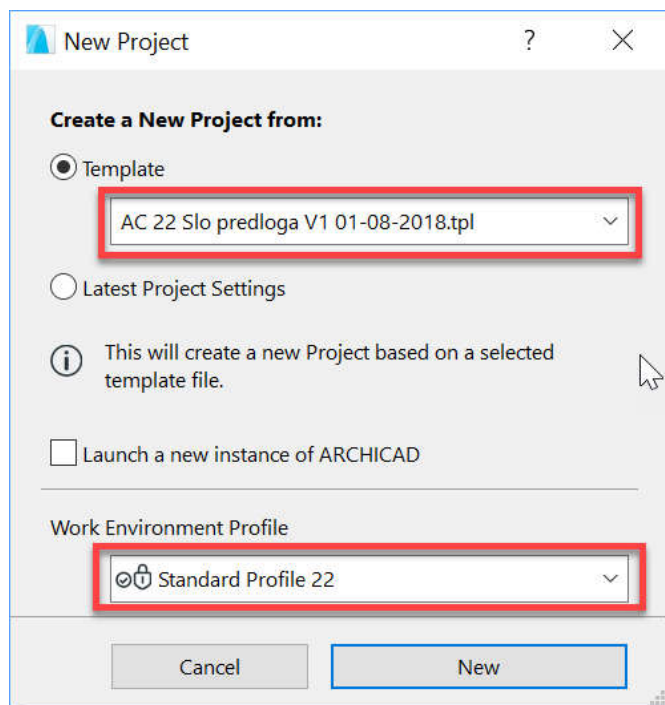 New Project
?
Create a New Project from:
Template
AC 22 Slo predloga V1 01-08-2018.tpl
Latest Project Settings
This will create a new Project based on a selected
template file.
Launch a new instance of ARCHICAD
Work Environment Profile
Standard Profile 22
Cancel
New